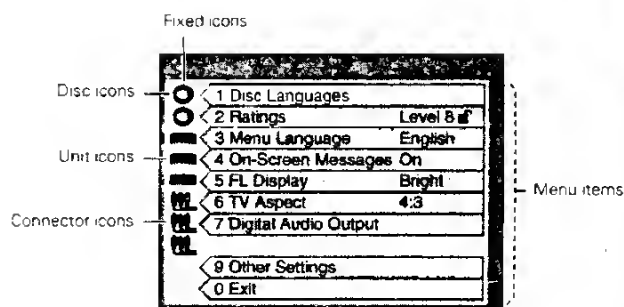 Fixed icons
Disc icons
1 Disc Languages
2 Ratings Level 8
3 Menu Language English
Unit icons
4 On-Screen Messages On
5 FL Display Bright
Menu items
6 TV Aspect 4:3
Connector icons
7 Digital Audio Output
9 Other Settings
0 Exit